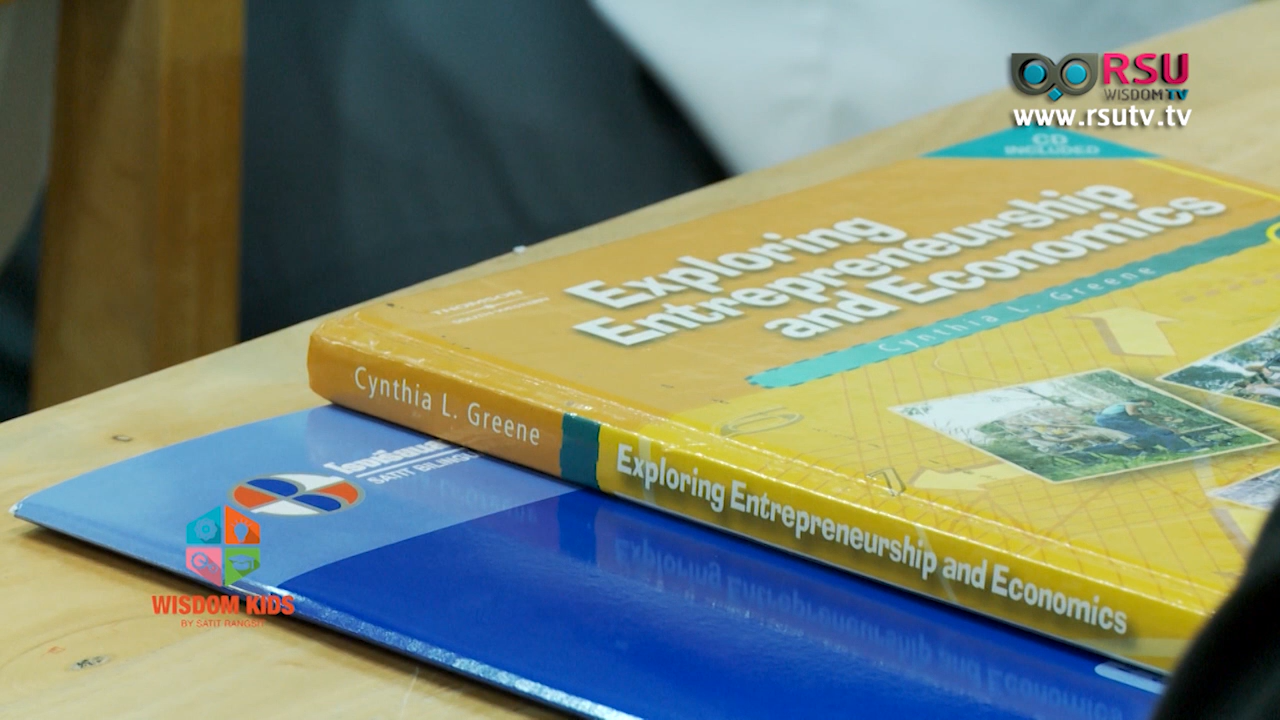 RSU
WISDOM TV
www.rsutv.tv
CD
INCLUDED
THOMSON
Exploring
Entrepreneurship
and Economics
Cynthia L. Greene
Cynthia L. Greene
Exploring Entrepreneurship and Economics
SATIT
WISDOM KIDS
BY SATIT RANGSIT